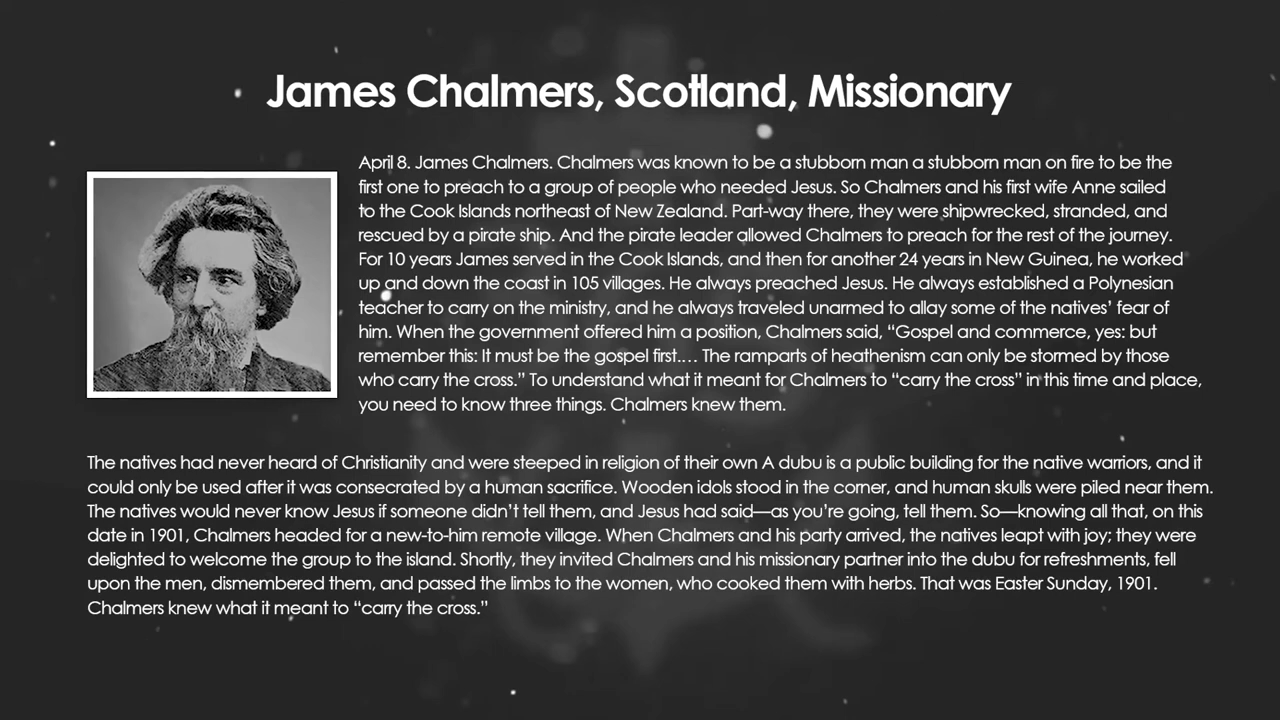 James Chalmers, Scotland, Missionary
April 8. James Chalmers. Chalmers was known to be a stubborn man a stubborn man on fire to be the
first one to preach to a group of people who needed Jesus. So Chalmers and his first wife Anne sailed
to the Cook Islands northeast of New Zealand. Part-way there, they were shipwrecked, stranded, and
rescued by a pirate ship. And the pirate leader allowed Chalmers to preach for the rest of the journey.
For 10 years James served in the Cook Islands, and then for another 24 years in New Guinea, he worked
up and down the coast in 105 villages. He always preached Jesus. He always established a Polynesian
teacher to carry on the ministry, and he always traveled unarmed to allay some of the natives’ fear of
him. When the government offered him a position, Chalmers said, “Gospel and commerce, yes: but
remember this: It must be the gospel first.… The ramparts of heathenism can only be stormed by those
who carry the cross.” To understand what it meant for Chalmers to “carry the cross” in this time and place,
you need to know three things. Chalmers knew them.
The natives had never heard of Christianity and were steeped in religion of their own A dubu is a public building for the native warriors, and it
could only be used after it was consecrated by a human sacrifice. Wooden idols stood in the corner, and human skulls were piled near them.
The natives would never know Jesus if someone didn’t tell them, and Jesus had said—as you’re going, tell them. So—knowing all that, on this
date in 1901, Chalmers headed for a new-to-him remote village. When Chalmers and his party arrived, the natives leapt with joy; they were
delighted to welcome the group to the island. Shortly, they invited Chalmers and his missionary partner into the dubu for refreshments, fell
upon the men, dismembered them, and passed the limbs to the women, who cooked them with herbs. That was Easter Sunday, 1901.
Chalmers knew what it meant to “carry the cross.”